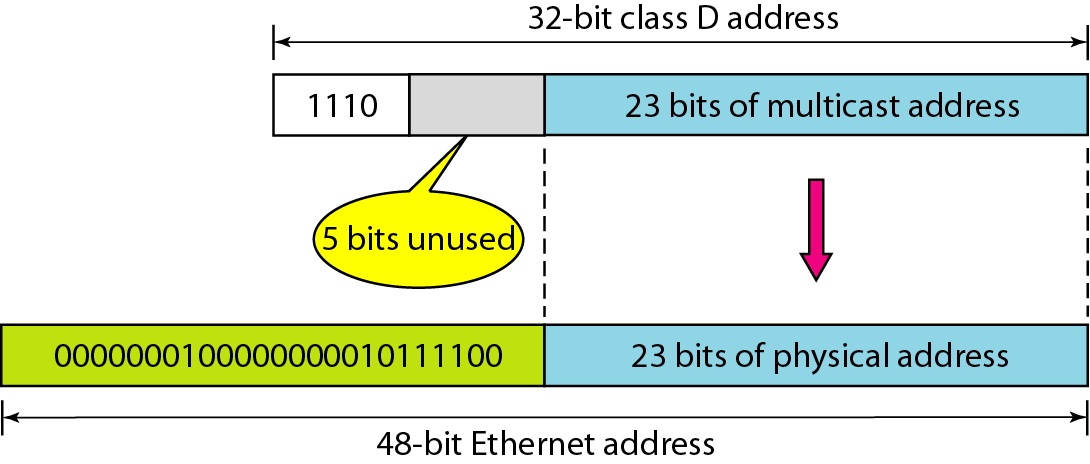 32-bit class D address
1110
23 bits of multicast address
5 bits unused
0000000100000000010111100
23 bits of physical address
48-bit Ethernet address